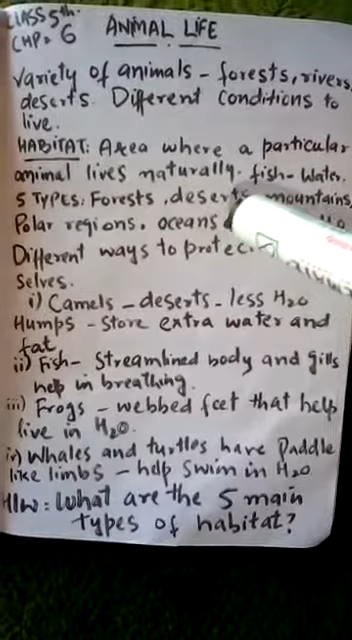 CLASS 5th.
CHP. 6 ANIMAL LIFE
Variety of animals - forests, rivers,
deserts. Different conditions to
live.
HABITAT: Area where a particular
animal lives naturally. fish - Water.
5 TYPES: Forests, deserts, mountains,
Polar regions. oceans
Different ways to protec
selves.
i) Camels - deserts - less H2O
Humps - Store extra water and
fat
ii) Fish - Streamlined body and gills
help in breathing.
iii) Frogs - webbed feet that help
live in H2O.
iv) Whales and turtles have Paddle
like limbs - help swim in H2O
H/W: What are the 5 main
types of habitat?